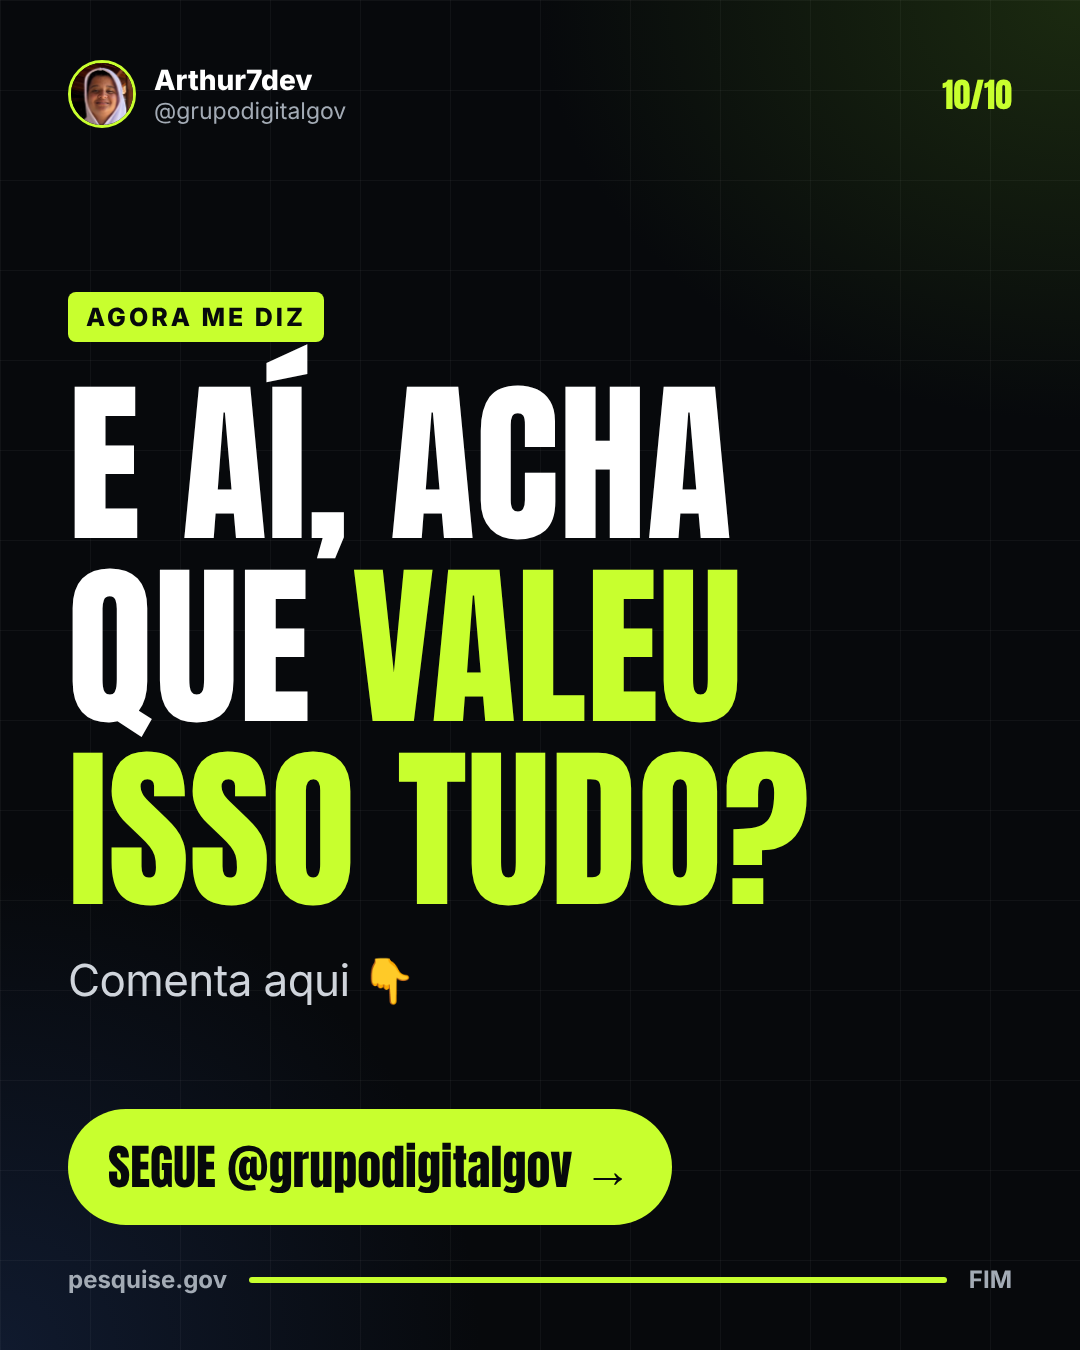 Arthur7dev
@grupodigitalgov
10/10
AGORA ME DIZ
E AÍ, ACHA
QUE VALEU
ISSO TUDO?
Comenta aqui 👇
SEGUE @grupodigitalgov →
pesquise.gov
FIM